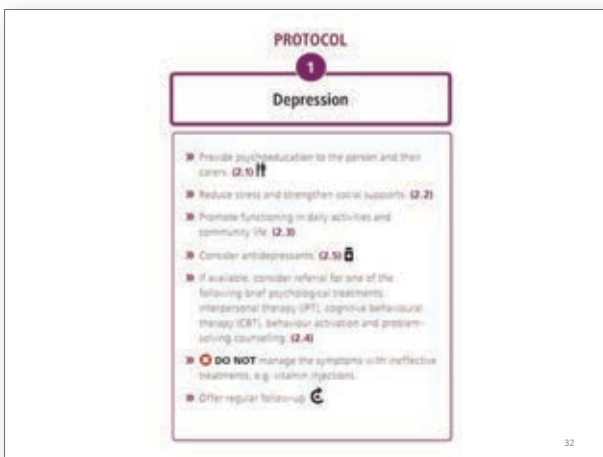 PROTOCOL
1
Depression
» Provide psychoeducation to the person and their
carers. (2.1)
» Reduce stress and strengthen social supports. (2.2)
» Promote functioning in daily activities and
community life. (2.3)
» Consider antidepressants. (2.5)
» If available, consider referral for one of the
following brief psychological treatments:
interpersonal therapy (IPT), cognitive behavioural
therapy (CBT), behaviour activation and problem-
solving counselling. (2.4)
» DO NOT manage the symptoms with ineffective
treatments, e.g. vitamin injections.
» Offer regular follow-up.
32